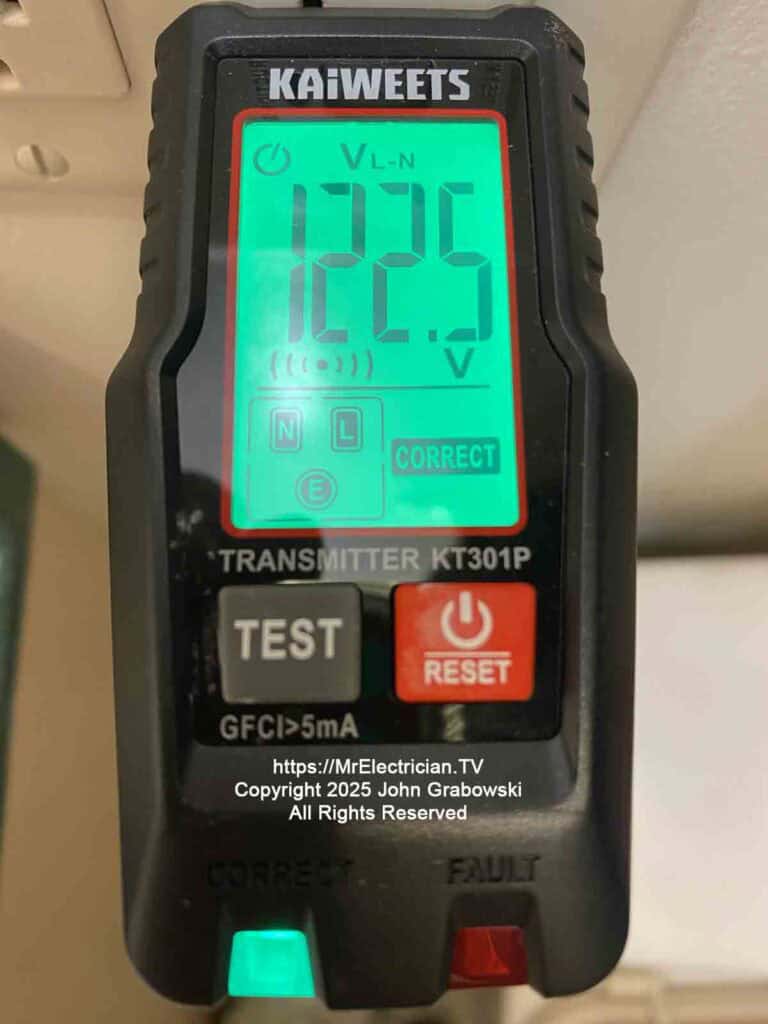 KAiWEETS
V L-N
122.5
V
N L
CORRECT
E
TRANSMITTER KT301P
TEST
RESET
GFCI>5mA
https://MrElectrician.TV
Copyright 2025 John Grabowski
All Rights Reserved
CORRECT FAULT